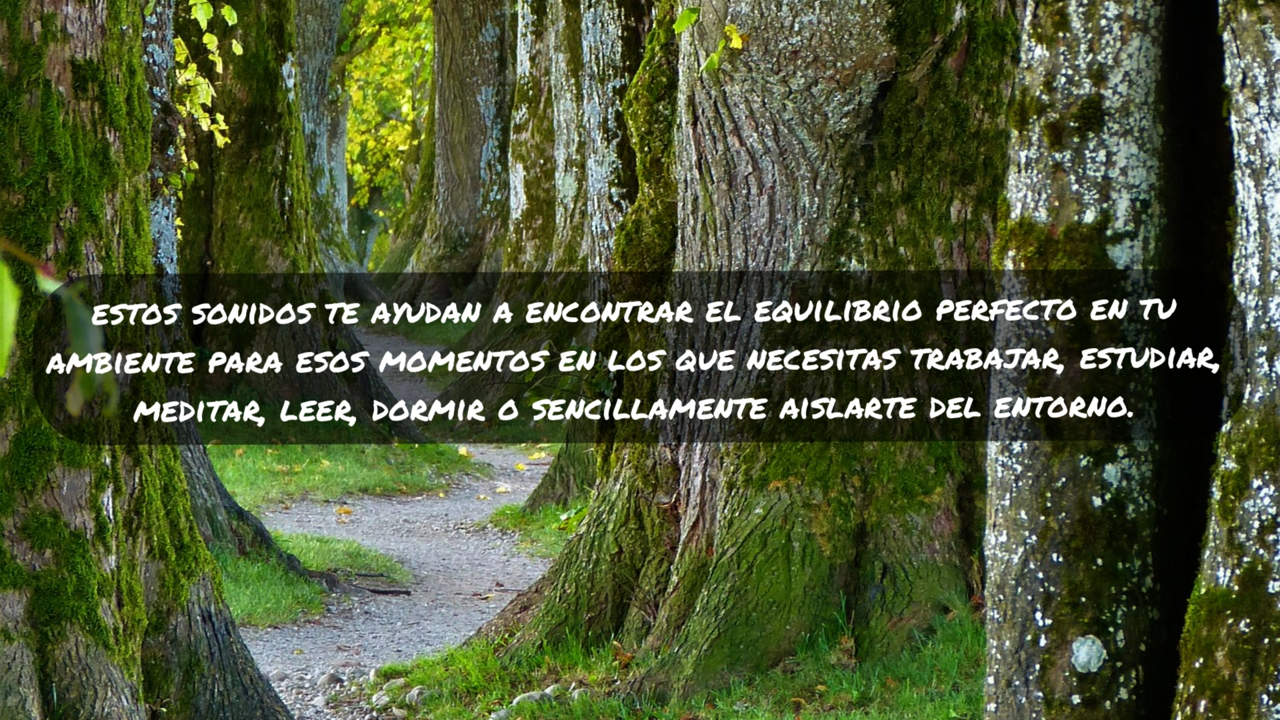 ESTOS SONIDOS TE AYUDAN A ENCONTRAR EL EQUILIBRIO PERFECTO EN TU
AMBIENTE PARA ESOS MOMENTOS EN LOS QUE NECESITAS TRABAJAR, ESTUDIAR,
MEDITAR, LEER, DORMIR O SENCILLAMENTE AISLARTE DEL ENTORNO.